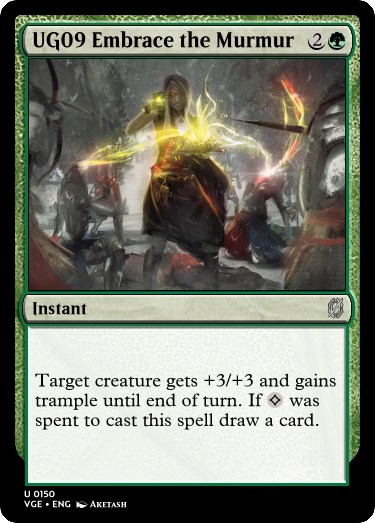 UG09 Embrace the Murmur 2
Instant
Target creature gets +3/+3 and gains
trample until end of turn. If was
spent to cast this spell draw a card.
U 0150
VGE • ENG AKETASH